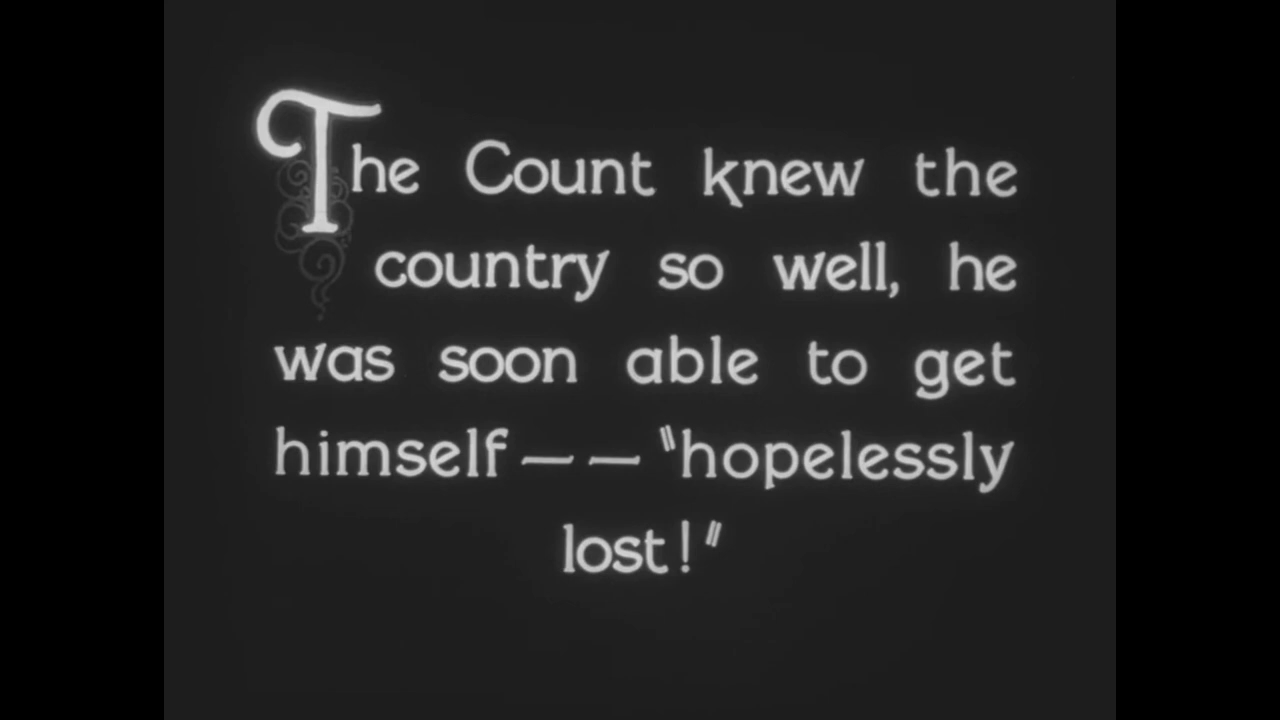 The Count knew the
country so well, he
was soon able to get
himself — — "hopelessly
lost!"